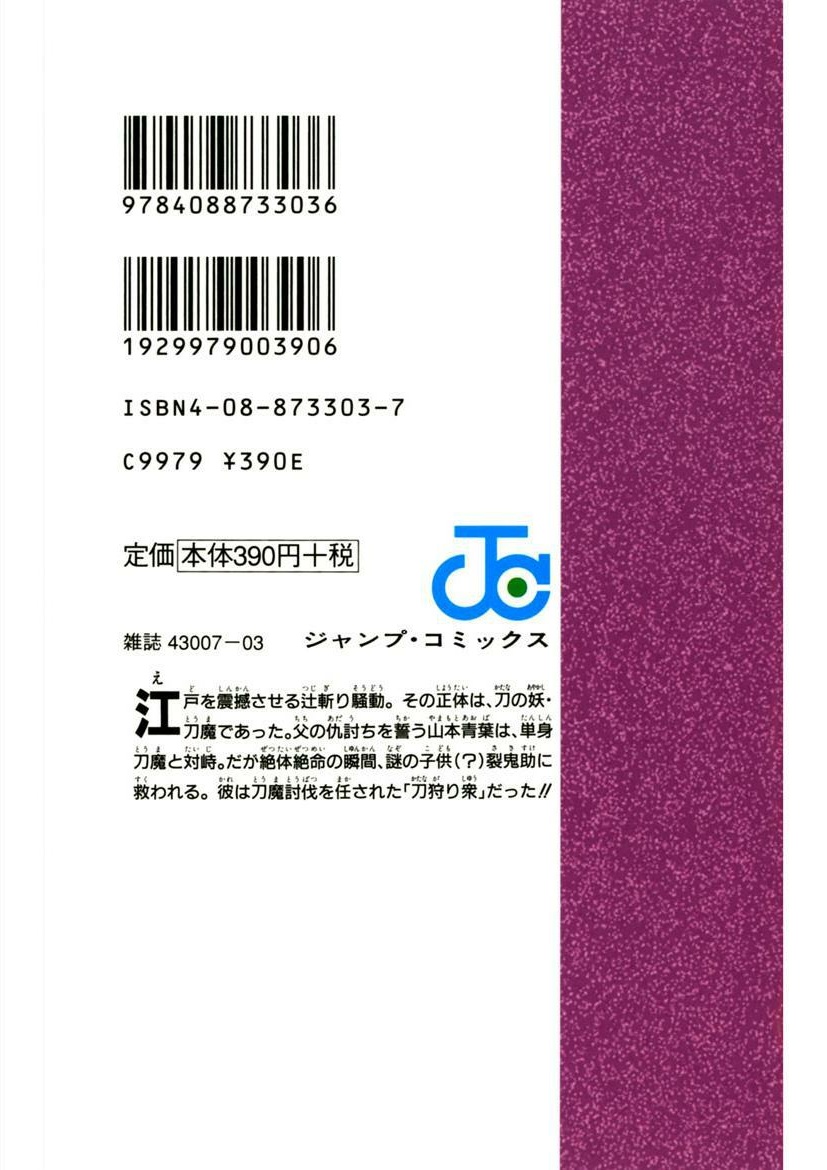 9784088733036
1929979003906
ISBN4-08-873303-7
C9979 ¥390E
定価 本体390円+税
雑誌 43007-03
ジャンプ・コミックス
江戸を震撼させる辻斬り騒動。その正体は、刀の妖・
刀魔であった。父の仇討ちを誓う山本青葉は、単身
刀魔と対峙。だが絶体絶命の瞬間、謎の子供(?)裂鬼助に
救われる。彼は刀魔討伐を任された「刀狩り衆」だった!!